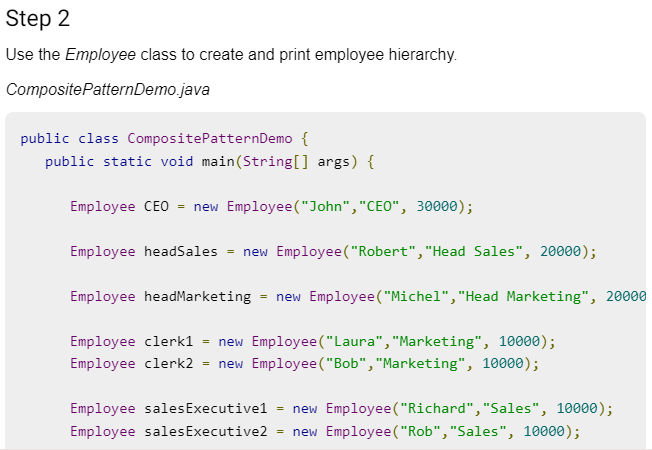 Step 2
Use the Employee class to create and print employee hierarchy.
CompositePatternDemo.java
public class CompositePatternDemo {
public static void main(String[] args) {
Employee CEO = new Employee("John","CEO", 30000);
Employee headSales = new Employee("Robert","Head Sales", 20000);
Employee headMarketing = new Employee("Michel","Head Marketing", 20000
Employee clerk1 = new Employee("Laura","Marketing", 10000);
Employee clerk2 = new Employee("Bob","Marketing", 10000);
Employee salesExecutive1 = new Employee("Richard","Sales", 10000);
Employee salesExecutive2 = new Employee("Rob","Sales", 10000);